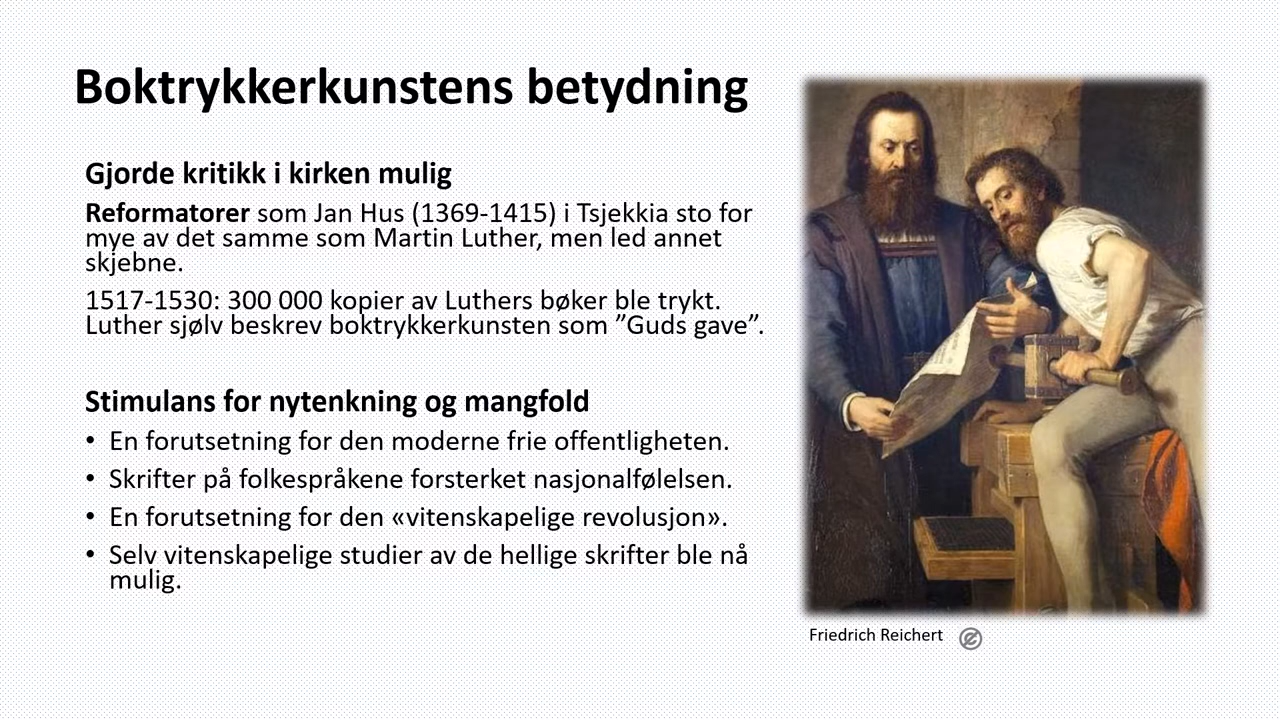 Boktrykkerkunstens betydning
Gjorde kritikk i kirken mulig
Reformatorer som Jan Hus (1369-1415) i Tsjekkia sto for
mye av det samme som Martin Luther, men led annet
skjebne.
1517-1530: 300 000 kopier av Luthers bøker ble trykt.
Luther sjølv beskrev boktrykkerkunsten som ”Guds gave”.
Stimulans for nytenkning og mangfold
• En forutsetning for den moderne frie offentligheten.
• Skrifter på folkespråkene forsterket nasjonalfølelsen.
• En forutsetning for den «vitenskapelige revolusjon».
• Selv vitenskapelige studier av de hellige skrifter ble nå
mulig.
Friedrich Reichert